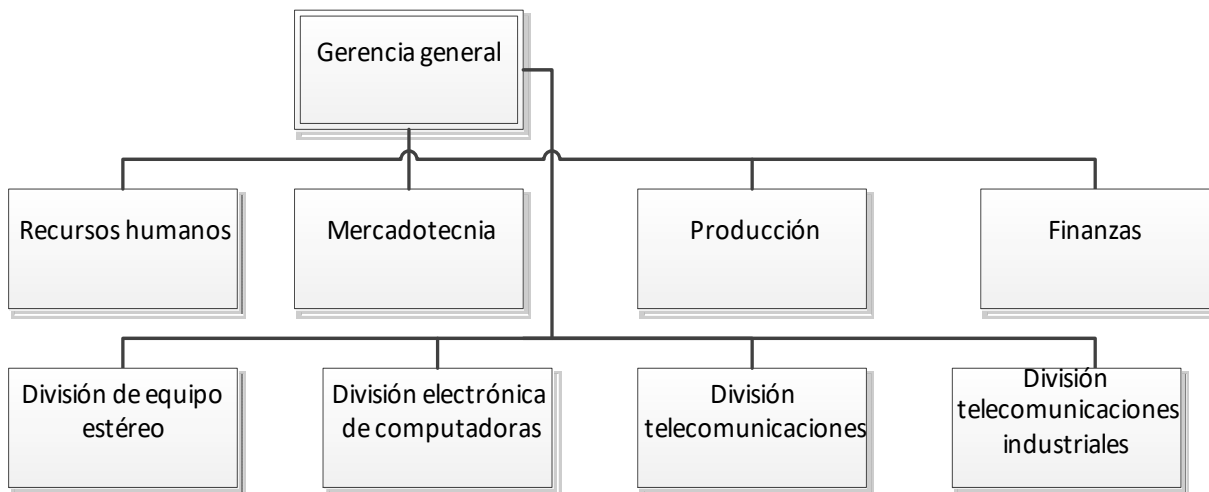 Gerencia general
Recursos humanos
Mercadotecnia
Producción
Finanzas
División de equipo
estéreo
División electrónica
de computadoras
División
telecomunicaciones
División
telecomunicaciones
industriales